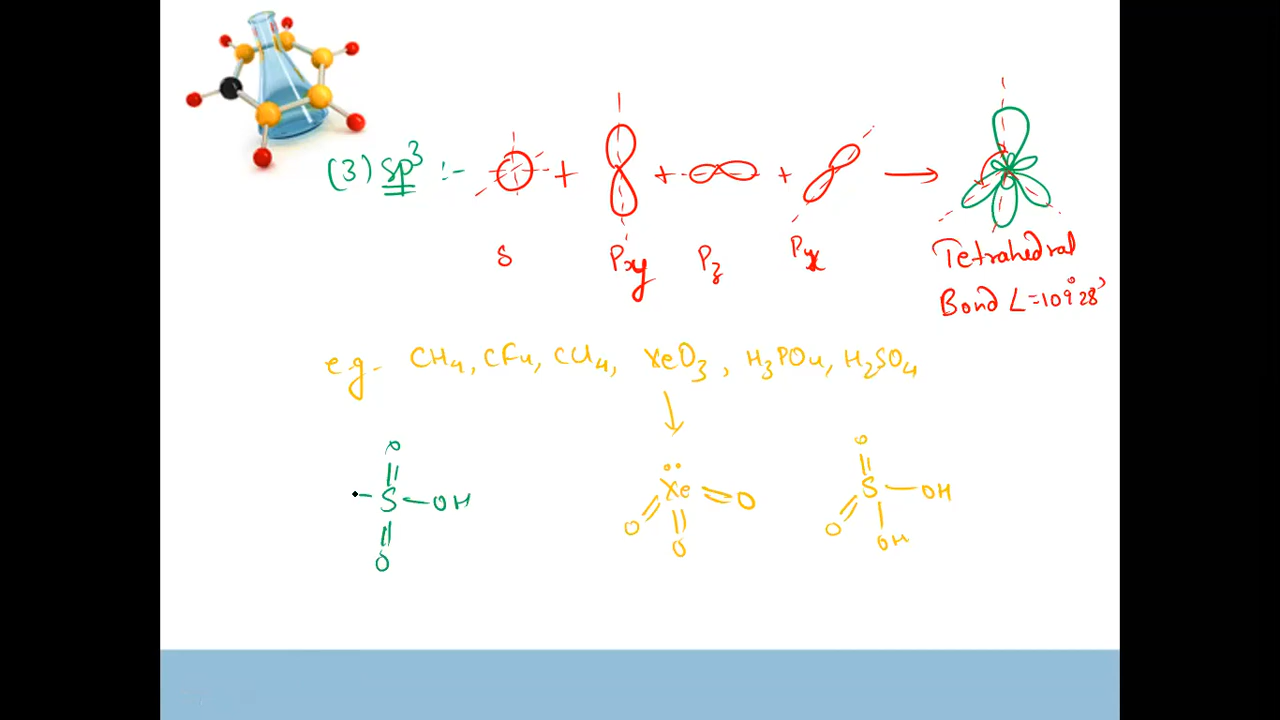 (3) sp³ :- + + + →
S Pxy Pz Px
Tetrahedral
Bond L=109°28'
eg. CH4, CF4, CCl4, XeO3, H3PO4, H2SO4
O
S OH
O
Xe O
O O
O
S OH
O OH